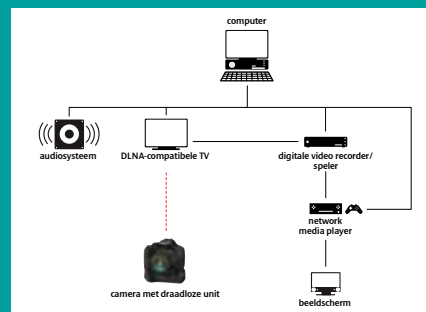 computer
audiosysteem
DLNA-compatibele TV
digitale video recorder/
speler
network
media player
camera met draadloze unit
beeldscherm